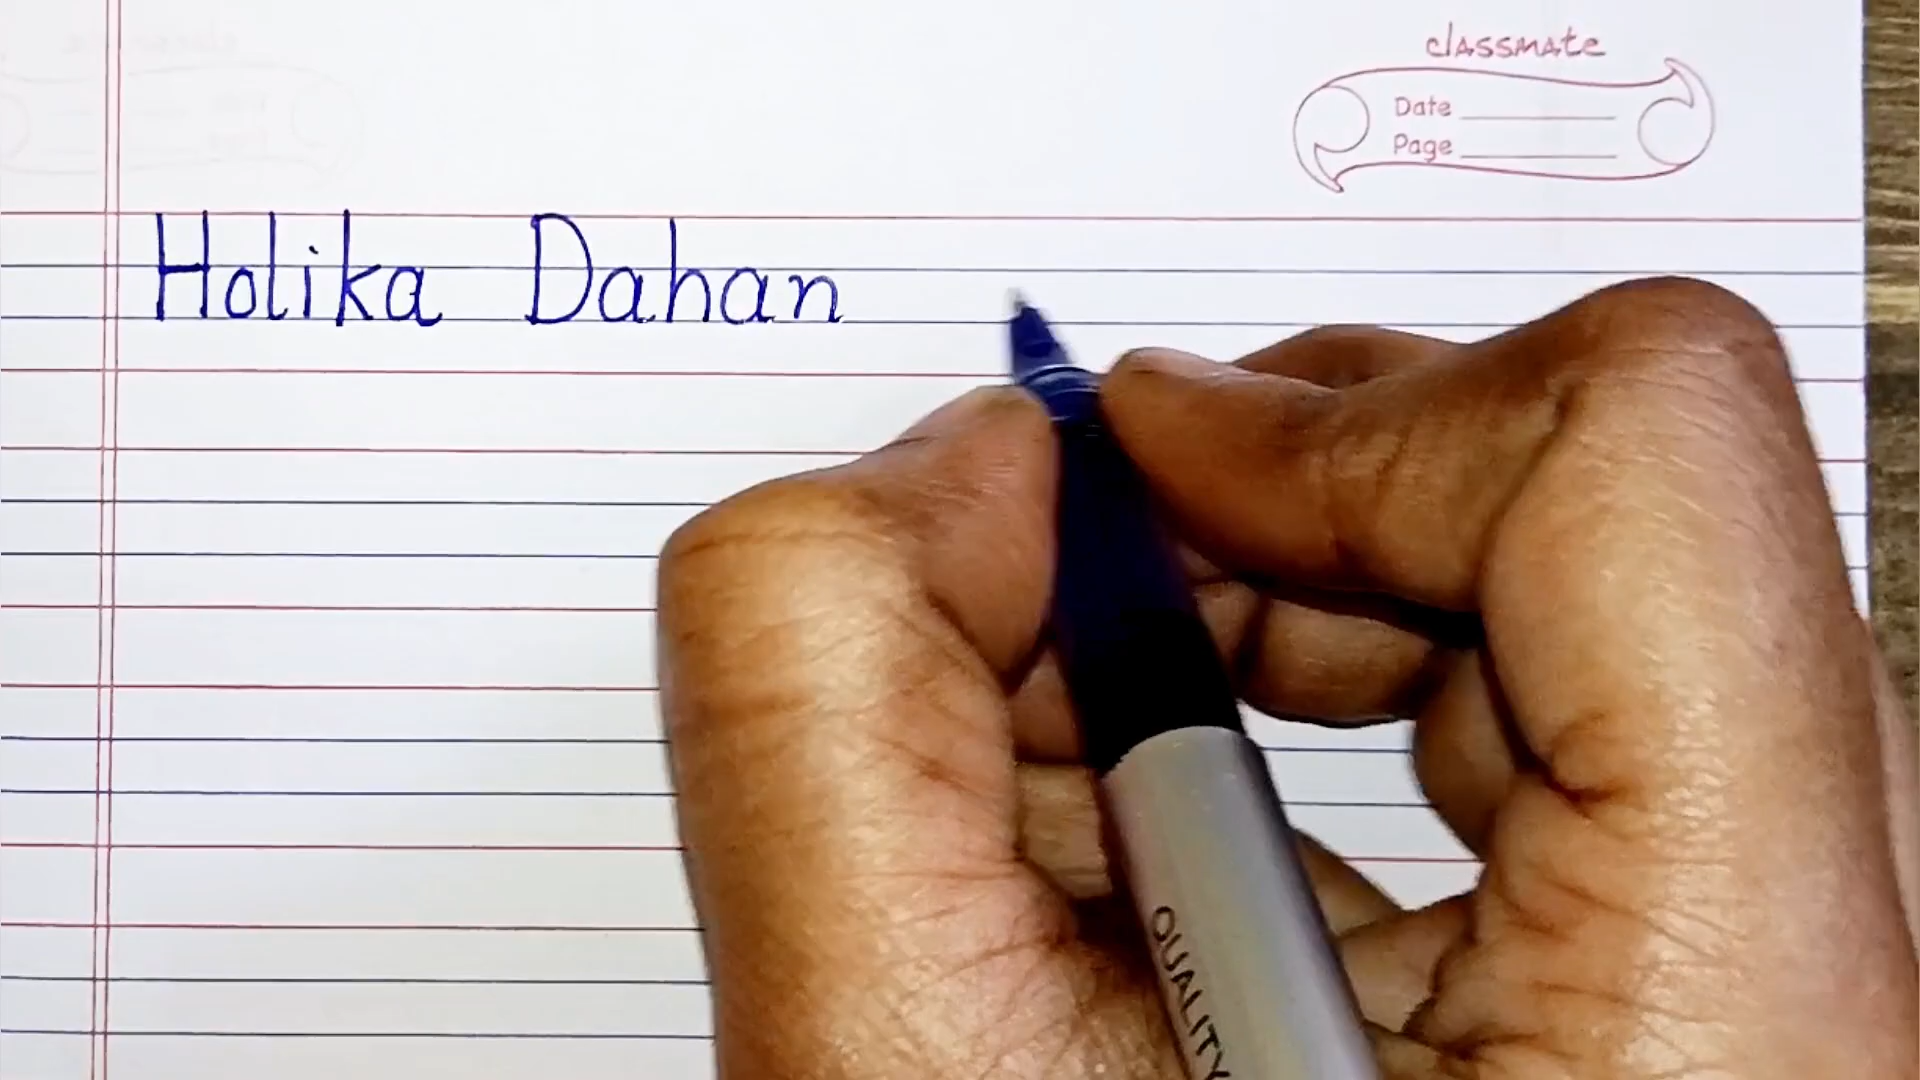 classmate
Date
Page
Holika Dahan
QUALITY